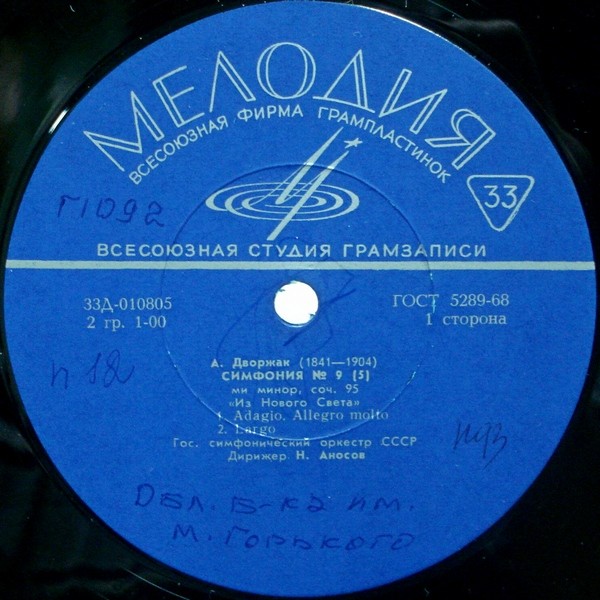 МЕЛОДИЯ
ВСЕСОЮЗНАЯ ФИРМА ГРАМПЛАСТИНОК
33
Г1092
ВСЕСОЮЗНАЯ СТУДИЯ ГРАМЗАПИСИ
33Д-010805
2 гр. 1-00
ГОСТ 5289-68
1 сторона
А. Дворжак (1841—1904)
СИМФОНИЯ № 9 (5)
ми минор, соч. 95
«Из Нового Света»
1. Adagio. Allegro molto
2. Largo
Гос. симфонический оркестр СССР
Дирижер Н. Аносов
Обл. б-ка им.
М. Горького